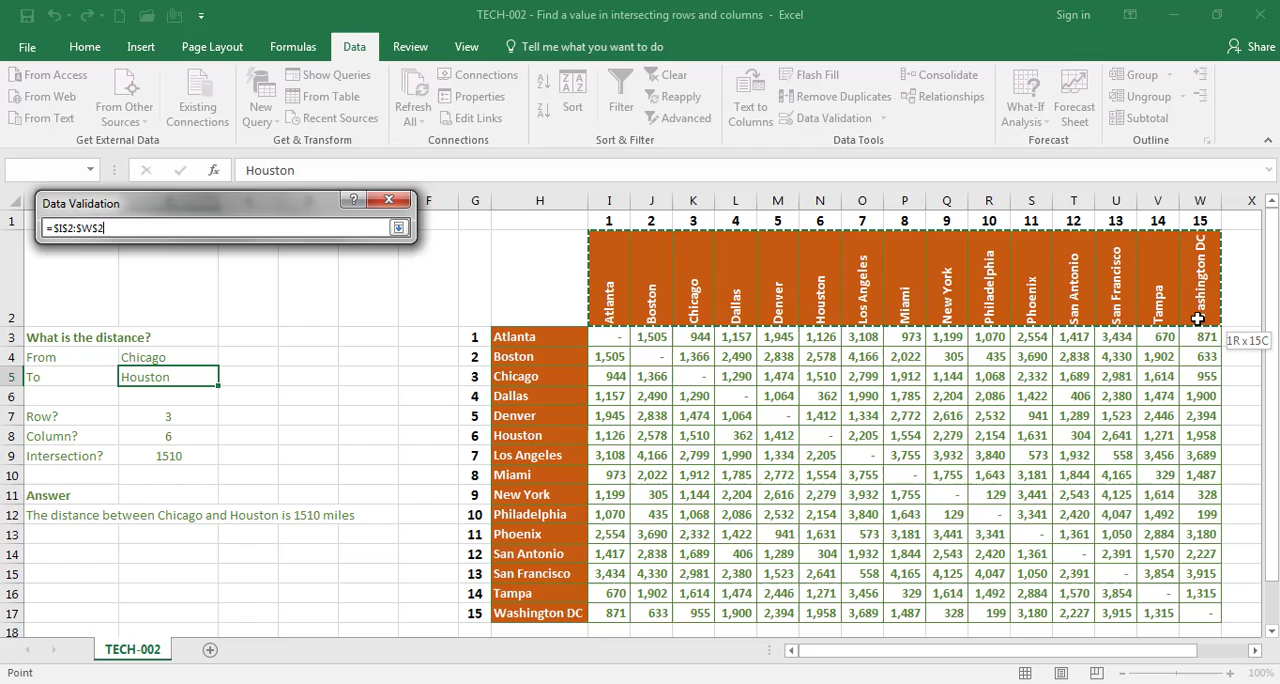 TECH-002 - Find a value in intersecting rows and columns - Excel
Sign in
File Home Insert Page Layout Formulas Data Review View Tell me what you want to do Share
From Access
From Web
From Text
From Other Sources
Existing Connections
Get External Data
New Query
Show Queries
From Table
Recent Sources
Get & Transform
Refresh All
Connections
Properties
Edit Links
Connections
Sort
Filter
Clear
Reapply
Advanced
Sort & Filter
Text to Columns
Flash Fill
Remove Duplicates
Data Validation
Consolidate
Relationships
Data Tools
What-If Analysis
Forecast Sheet
Forecast
Group
Ungroup
Subtotal
Outline
fx Houston
Data Validation
=$I$2:$W$2
F G H I J K L M N O P Q R S T U V W X
1 1 2 3 4 5 6 7 8 9 10 11 12 13 14 15
2 Atlanta Boston Chicago Dallas Denver Houston Los Angeles Miami New York Philadelphia Phoenix San Antonio San Francisco Tampa Washington DC
3 What is the distance? 1 Atlanta - 1,505 944 1,157 1,945 1,126 3,108 973 1,199 1,070 2,554 1,417 3,434 670 871
1R x 15C
4 From Chicago 2 Boston 1,505 - 1,366 2,490 2,838 2,578 4,166 2,022 305 435 3,690 2,838 4,330 1,902 633
5 To Houston 3 Chicago 944 1,366 - 1,290 1,474 1,510 2,799 1,912 1,144 1,068 2,332 1,689 2,981 1,614 955
6 4 Dallas 1,157 2,490 1,290 - 1,064 362 1,990 1,785 2,204 2,086 1,422 406 2,380 1,474 1,900
7 Row? 3 5 Denver 1,945 2,838 1,474 1,064 - 1,412 1,334 2,772 2,616 2,532 941 1,289 1,523 2,446 2,394
8 Column? 6 6 Houston 1,126 2,578 1,510 362 1,412 - 2,205 1,554 2,279 2,154 1,631 304 2,641 1,271 1,958
9 Intersection? 1510 7 Los Angeles 3,108 4,166 2,799 1,990 1,334 2,205 - 3,755 3,932 3,840 573 1,932 558 3,456 3,689
10 8 Miami 973 2,022 1,912 1,785 2,772 1,554 3,755 - 1,755 1,643 3,181 1,844 4,165 329 1,487
11 Answer 9 New York 1,199 305 1,144 2,204 2,616 2,279 3,932 1,755 - 129 3,441 2,543 4,125 1,614 328
12 The distance between Chicago and Houston is 1510 miles 10 Philadelphia 1,070 435 1,068 2,086 2,532 2,154 3,840 1,643 129 - 3,341 2,420 4,047 1,492 199
13 11 Phoenix 2,554 3,690 2,332 1,422 941 1,631 573 3,181 3,441 3,341 - 1,361 1,050 2,884 3,180
14 12 San Antonio 1,417 2,838 1,689 406 1,289 304 1,932 1,844 2,543 2,420 1,361 - 2,391 1,570 2,227
15 13 San Francisco 3,434 4,330 2,981 2,380 1,523 2,641 558 4,165 4,125 4,047 1,050 2,391 - 3,854 3,915
16 14 Tampa 670 1,902 1,614 1,474 2,446 1,271 3,456 329 1,614 1,492 2,884 1,570 3,854 - 1,315
17 15 Washington DC 871 633 955 1,900 2,394 1,958 3,689 1,487 328 199 3,180 2,227 3,915 1,315 -
18
TECH-002
Point
100%